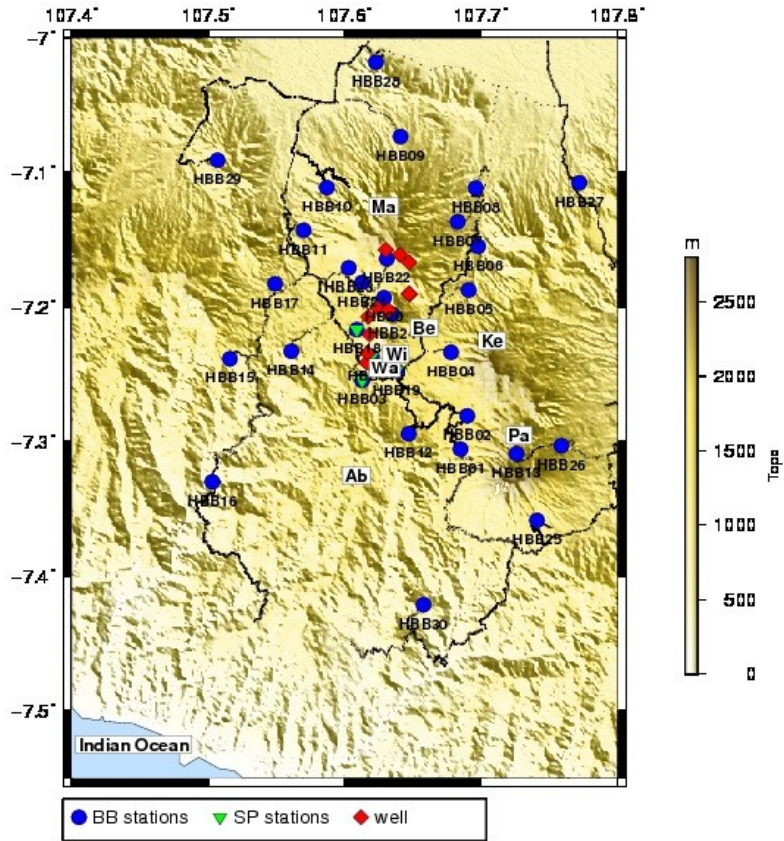 107.4° 107.5° 107.6° 107.7° 107.8°
-7°
HBB28
HBB09
-7.1°
HBB29
HBB10
HBB08
HBB27
Ma
HBB11
HBB06
HBB22
HBB17
HBB05
-7.2°
Be
HBB18
Ke
Wi
HBB14
HBB15
Wa
HBB04
HBB19
HBB03
-7.3°
HBB02
Pa
HBB12
HBB01
HBB13
HBB26
Ab
HBB16
HBB25
-7.4°
HBB30
-7.5°
Indian Ocean
m
2500
2000
1500
1000
500
0
Topo
BB stations SP stations well